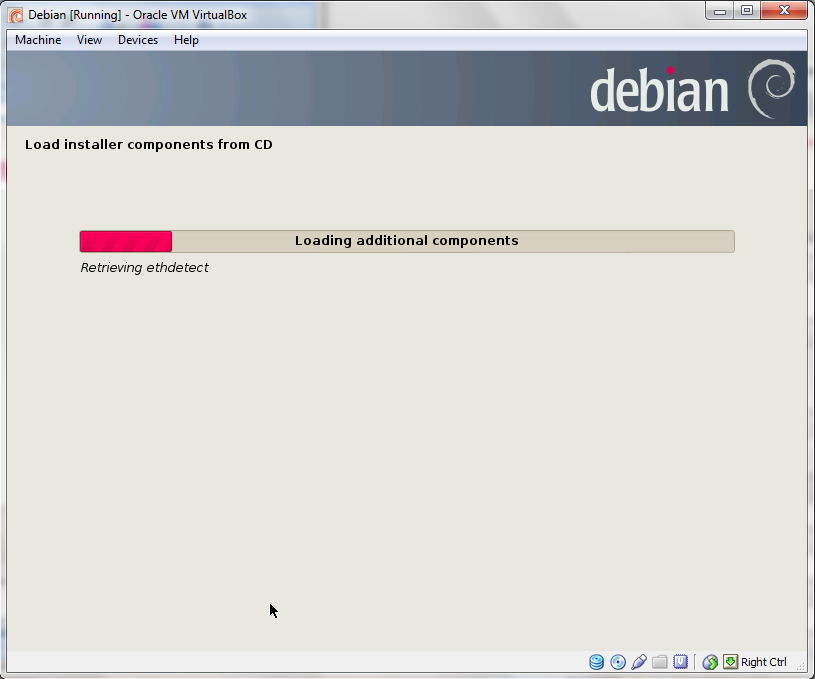 Debian [Running] - Oracle VM VirtualBox
Machine View Devices Help
debian
Load installer components from CD
Loading additional components
Retrieving ethdetect
Right Ctrl